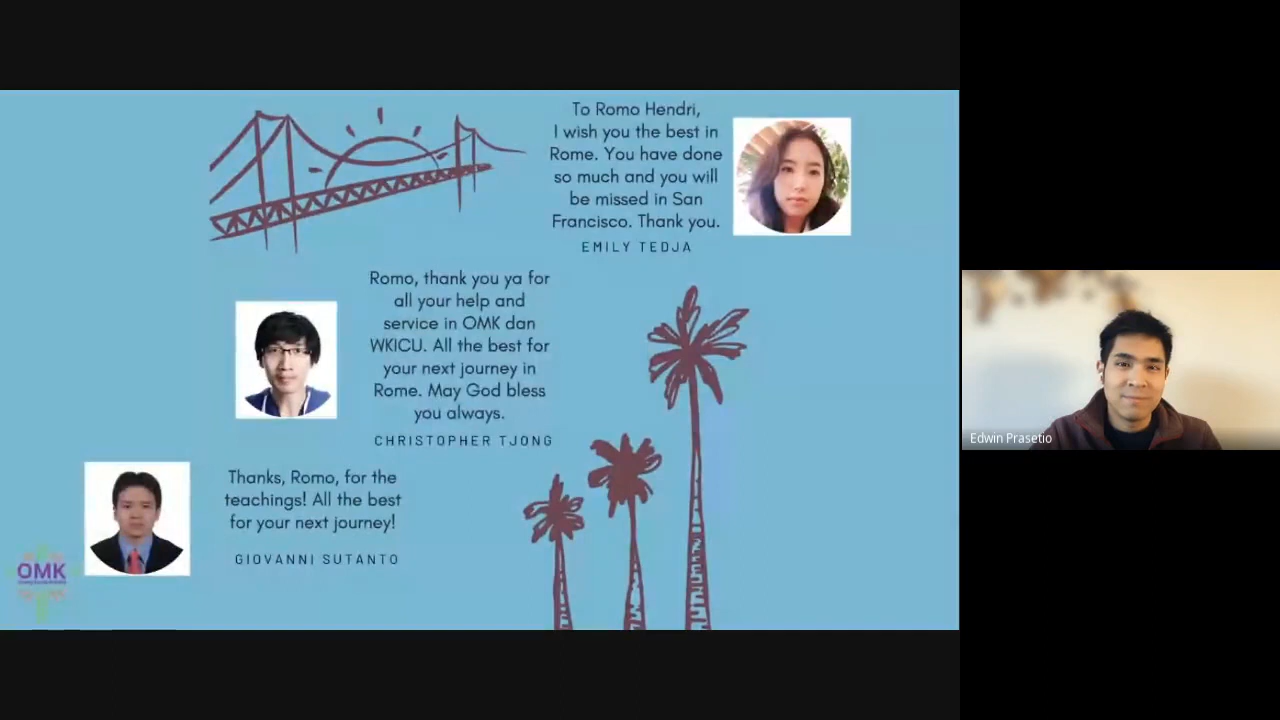 To Romo Hendri,
I wish you the best in
Rome. You have done
so much and you will
be missed in San
Francisco. Thank you.
EMILY TEDJA
Romo, thank you ya for
all your help and
service in OMK dan
WKICU. All the best for
your next journey in
Rome. May God bless
you always.
CHRISTOPHER TJONG
Thanks, Romo, for the
teachings! All the best
for your next journey!
GIOVANNI SUTANTO
OMK
Edwin Prasetio